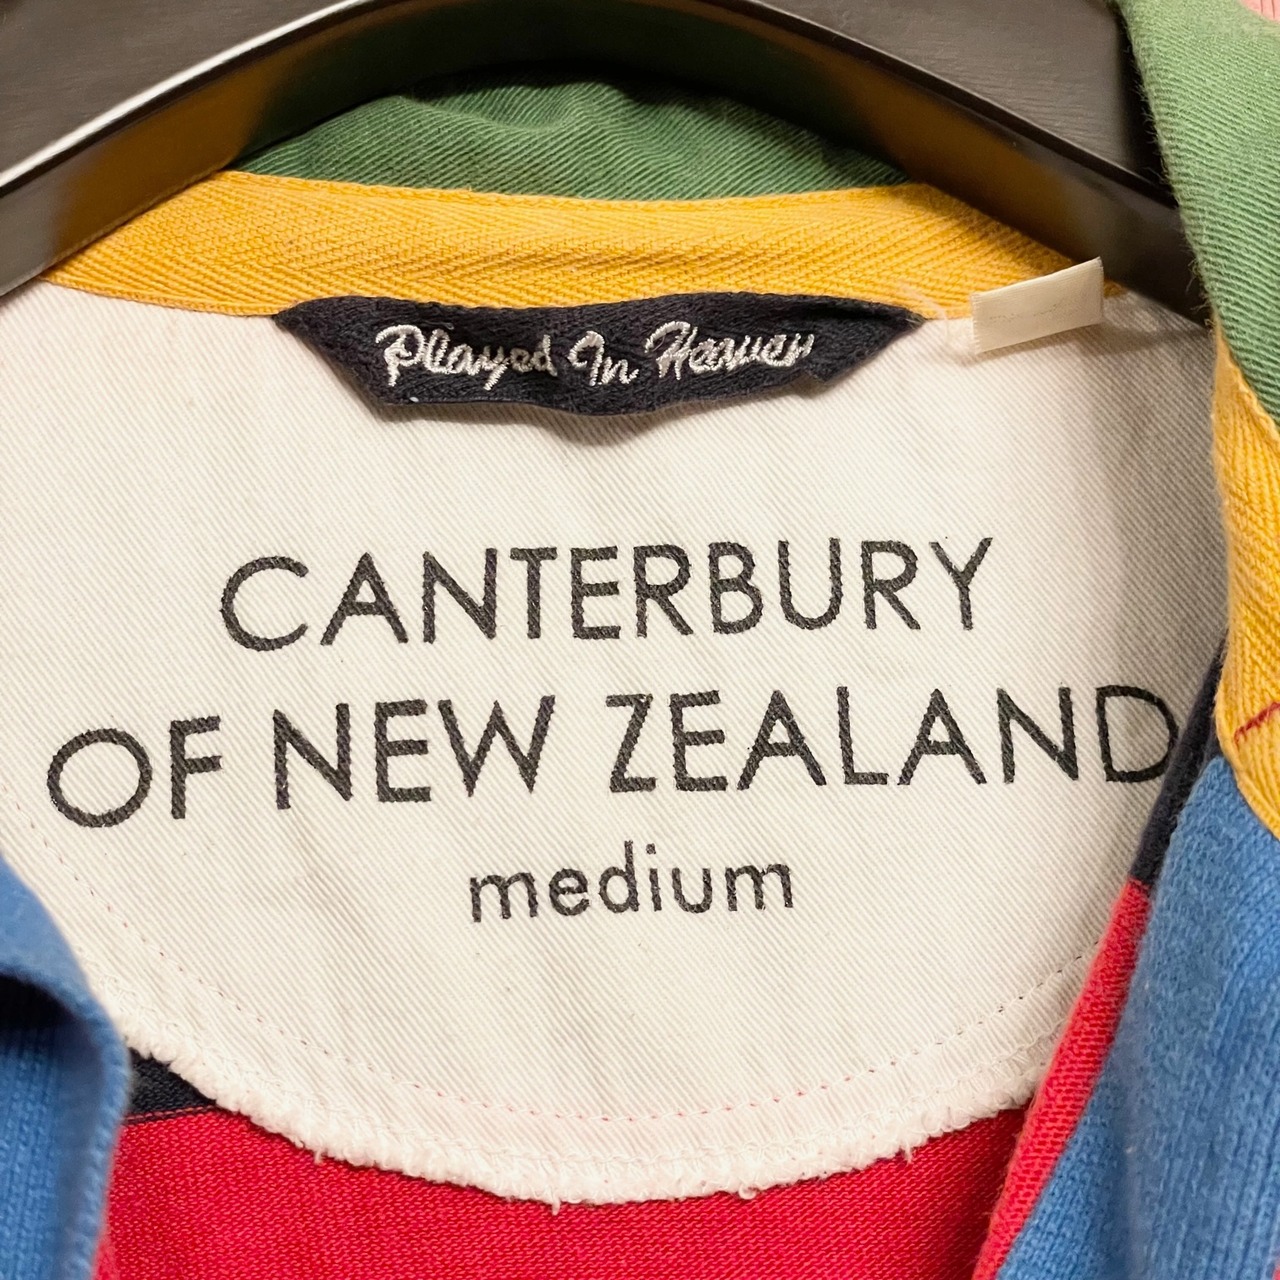 Played In Heaven
CANTERBURY
OF NEW ZEALAND
medium